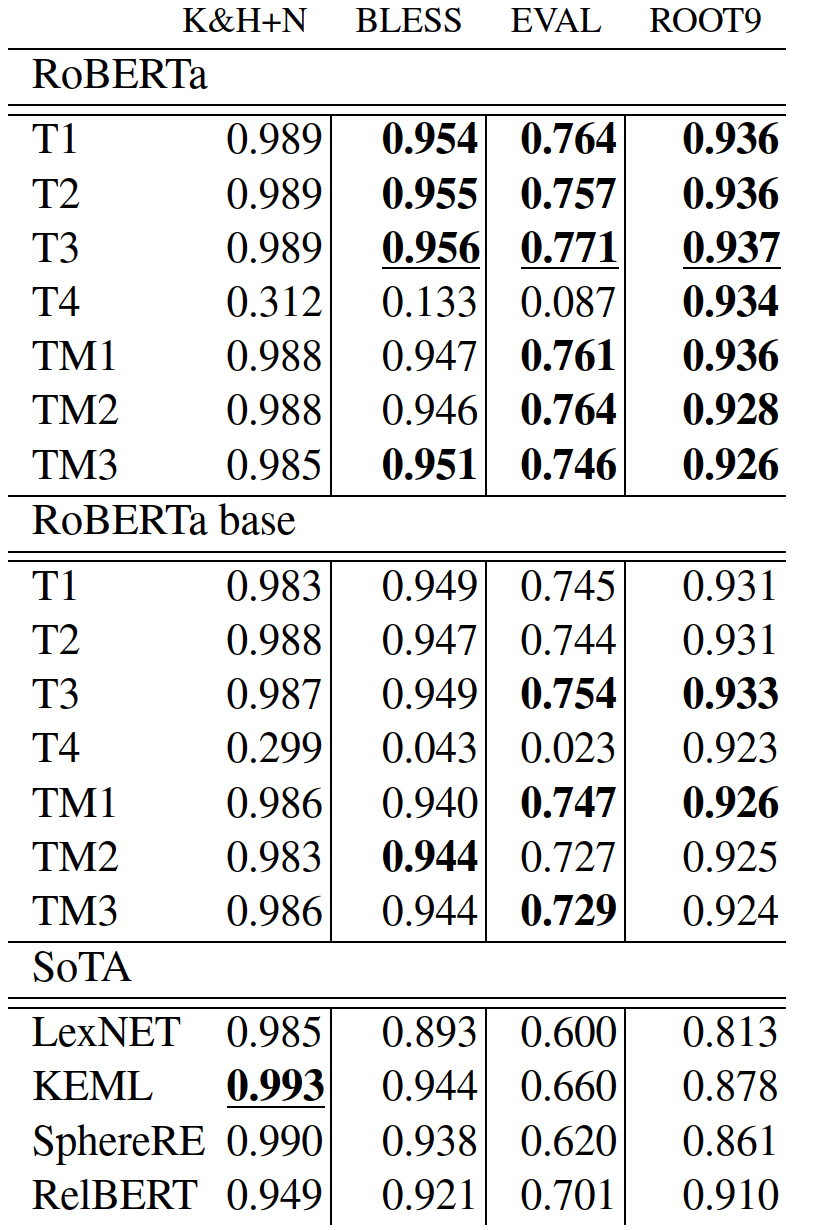 K&H+N BLESS EVAL ROOT9
RoBERTa
T1 0.989 0.954 0.764 0.936
T2 0.989 0.955 0.757 0.936
T3 0.989 0.956 0.771 0.937
T4 0.312 0.133 0.087 0.934
TM1 0.988 0.947 0.761 0.936
TM2 0.988 0.946 0.764 0.928
TM3 0.985 0.951 0.746 0.926
RoBERTa base
T1 0.983 0.949 0.745 0.931
T2 0.988 0.947 0.744 0.931
T3 0.987 0.949 0.754 0.933
T4 0.299 0.043 0.023 0.923
TM1 0.986 0.940 0.747 0.926
TM2 0.983 0.944 0.727 0.925
TM3 0.986 0.944 0.729 0.924
SoTA
LexNET 0.985 0.893 0.600 0.813
KEML 0.993 0.944 0.660 0.878
SphereRE 0.990 0.938 0.620 0.861
RelBERT 0.949 0.921 0.701 0.910